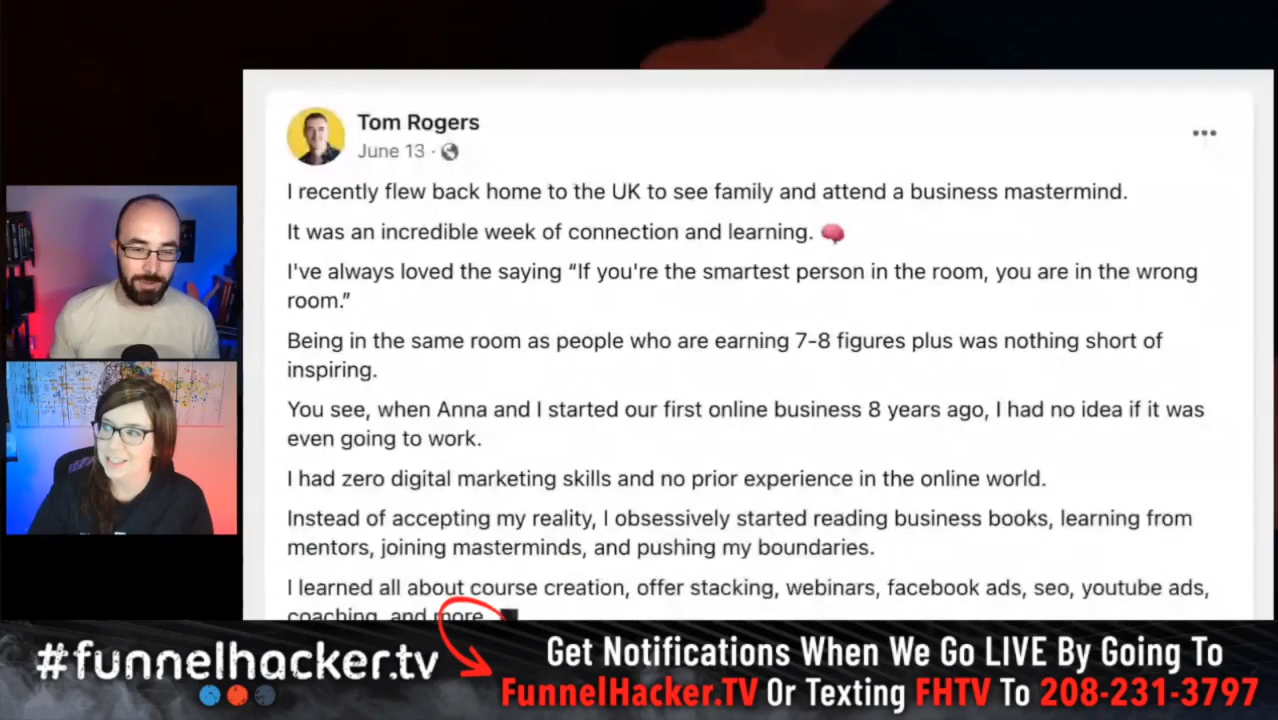 Tom Rogers
June 13 ·
I recently flew back home to the UK to see family and attend a business mastermind.
It was an incredible week of connection and learning. 🧠
I've always loved the saying “If you're the smartest person in the room, you are in the wrong
room.”
Being in the same room as people who are earning 7-8 figures plus was nothing short of
inspiring.
You see, when Anna and I started our first online business 8 years ago, I had no idea if it was
even going to work.
I had zero digital marketing skills and no prior experience in the online world.
Instead of accepting my reality, I obsessively started reading business books, learning from
mentors, joining masterminds, and pushing my boundaries.
I learned all about course creation, offer stacking, webinars, facebook ads, seo, youtube ads,
coaching, and more.
#funnelhacker.tv
Get Notifications When We Go LIVE By Going To
FunnelHacker.TV Or Texting FHTV To 208-231-3797